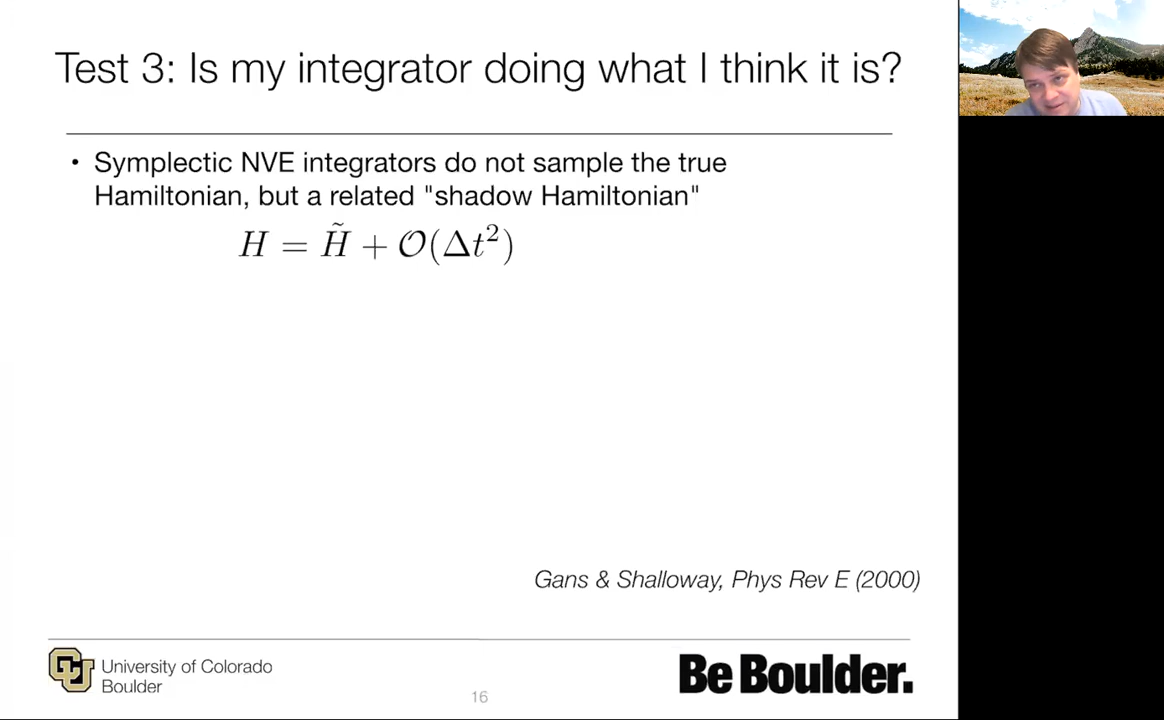 Test 3: Is my integrator doing what I think it is?
• Symplectic NVE integrators do not sample the true
Hamiltonian, but a related "shadow Hamiltonian"
H = H̃ + 𝒪(Δt²)
Gans & Shalloway, Phys Rev E (2000)
University of Colorado
Boulder
16
Be Boulder.